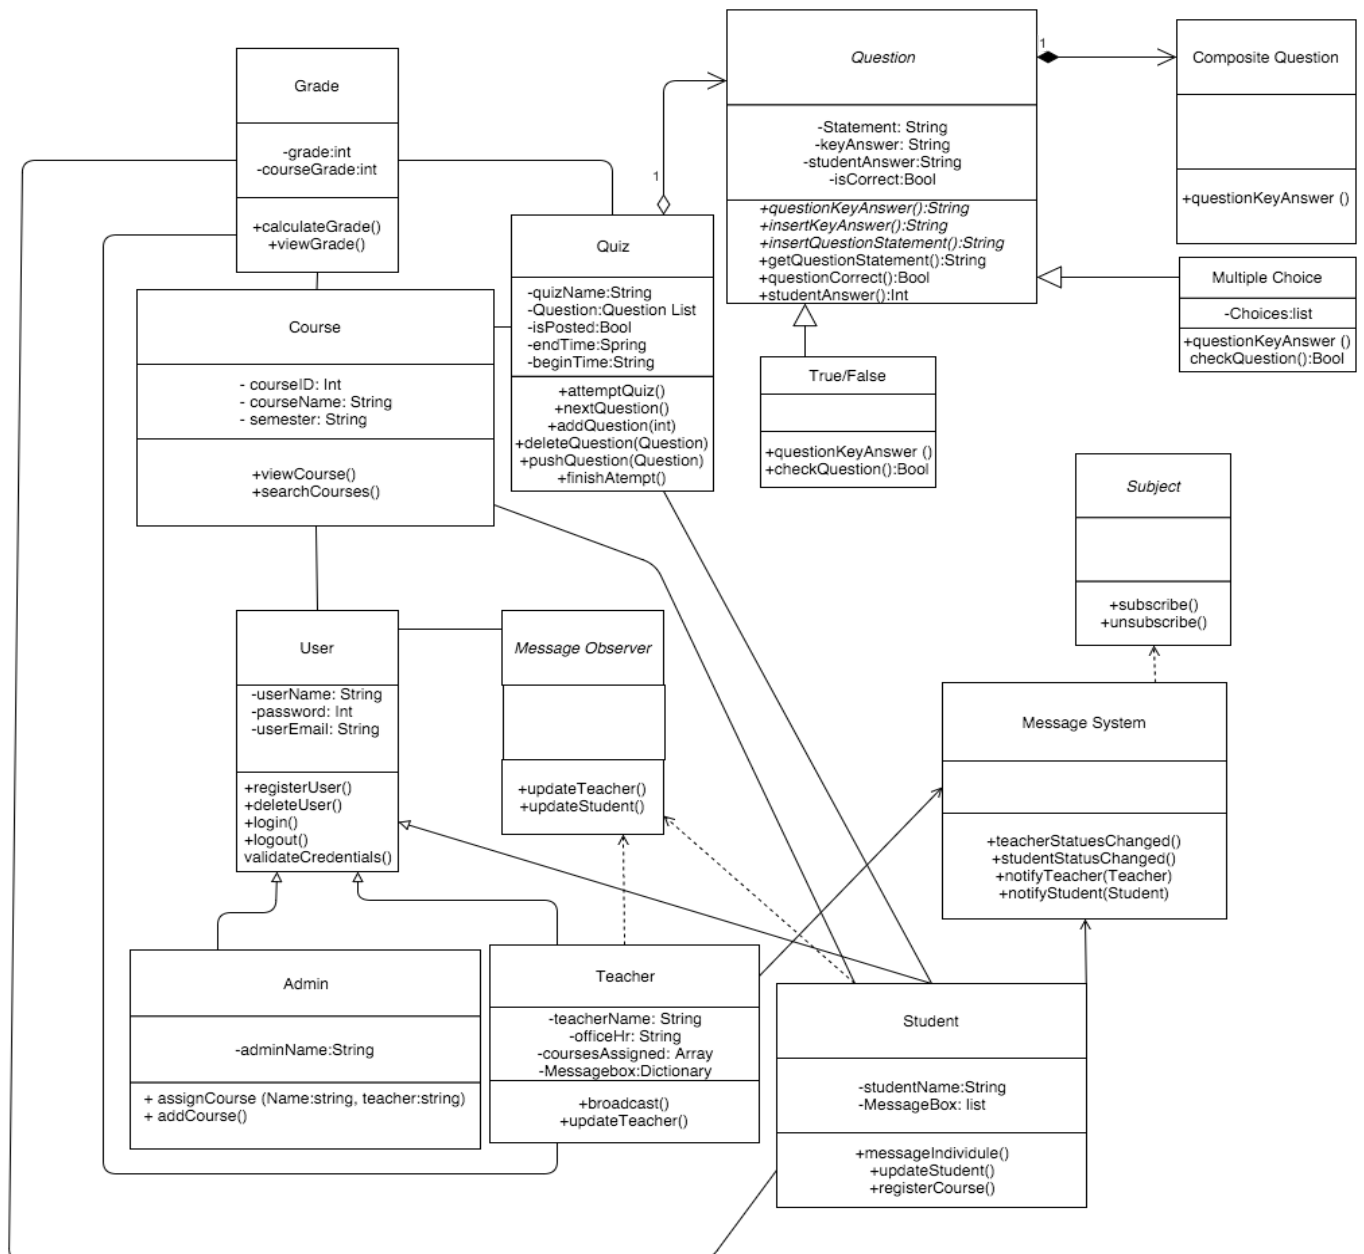 Grade
-grade:int
-courseGrade:int
+calculateGrade()
+viewGrade()
Question
-Statement: String
-keyAnswer: String
-studentAnswer:String
-isCorrect:Bool
+questionKeyAnswer():String
+insertKeyAnswer():String
+insertQuestionStatement():String
+getQuestionStatement():String
+questionCorrect():Bool
+studentAnswer():Int
1
Composite Question
+questionKeyAnswer ()
1
Quiz
-quizName:String
-Question:Question List
-isPosted:Bool
-endTime:Spring
-beginTime:String
+attemptQuiz()
+nextQuestion()
+addQuestion(int)
+deleteQuestion(Question)
+pushQuestion(Question)
+finishAtempt()
Multiple Choice
-Choices:list
+questionKeyAnswer ()
checkQuestion():Bool
Course
- courseID: Int
- courseName: String
- semester: String
+viewCourse()
+searchCourses()
True/False
+questionKeyAnswer ()
+checkQuestion():Bool
Subject
+subscribe()
+unsubscribe()
User
-userName: String
-password: Int
-userEmail: String
+registerUser()
+deleteUser()
+login()
+logout()
validateCredentials()
Message Observer
+updateTeacher()
+updateStudent()
Message System
+teacherStatuesChanged()
+studentStatusChanged()
+notifyTeacher(Teacher)
+notifyStudent(Student)
Admin
-adminName:String
+ assignCourse (Name:string, teacher:string)
+ addCourse()
Teacher
-teacherName: String
-officeHr: String
-coursesAssigned: Array
-Messagebox:Dictionary
+broadcast()
+updateTeacher()
Student
-studentName:String
-MessageBox: list
+messageIndividule()
+updateStudent()
+registerCourse()